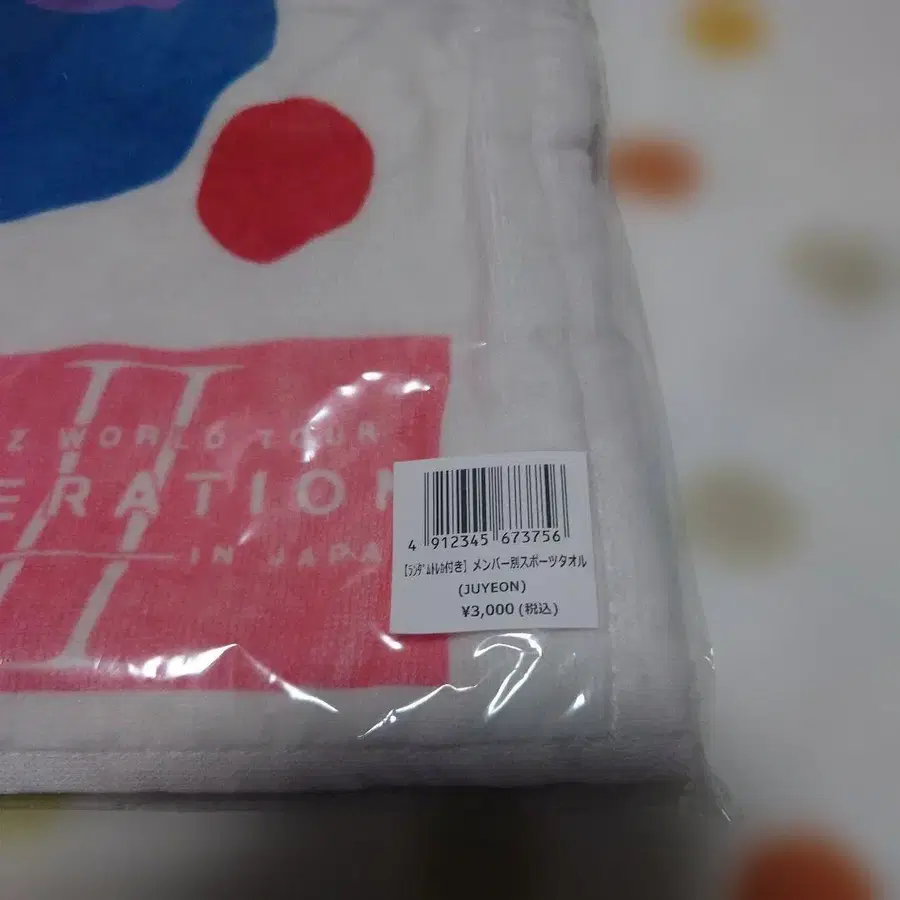 II
Z WORLD TOUR
ERATION
IN JAPA
4 912345 673756
【ﾗﾝﾀﾞﾑﾄﾚｶ付き】メンバー別スポーツタオル
(JUYEON)
¥3,000(税込)